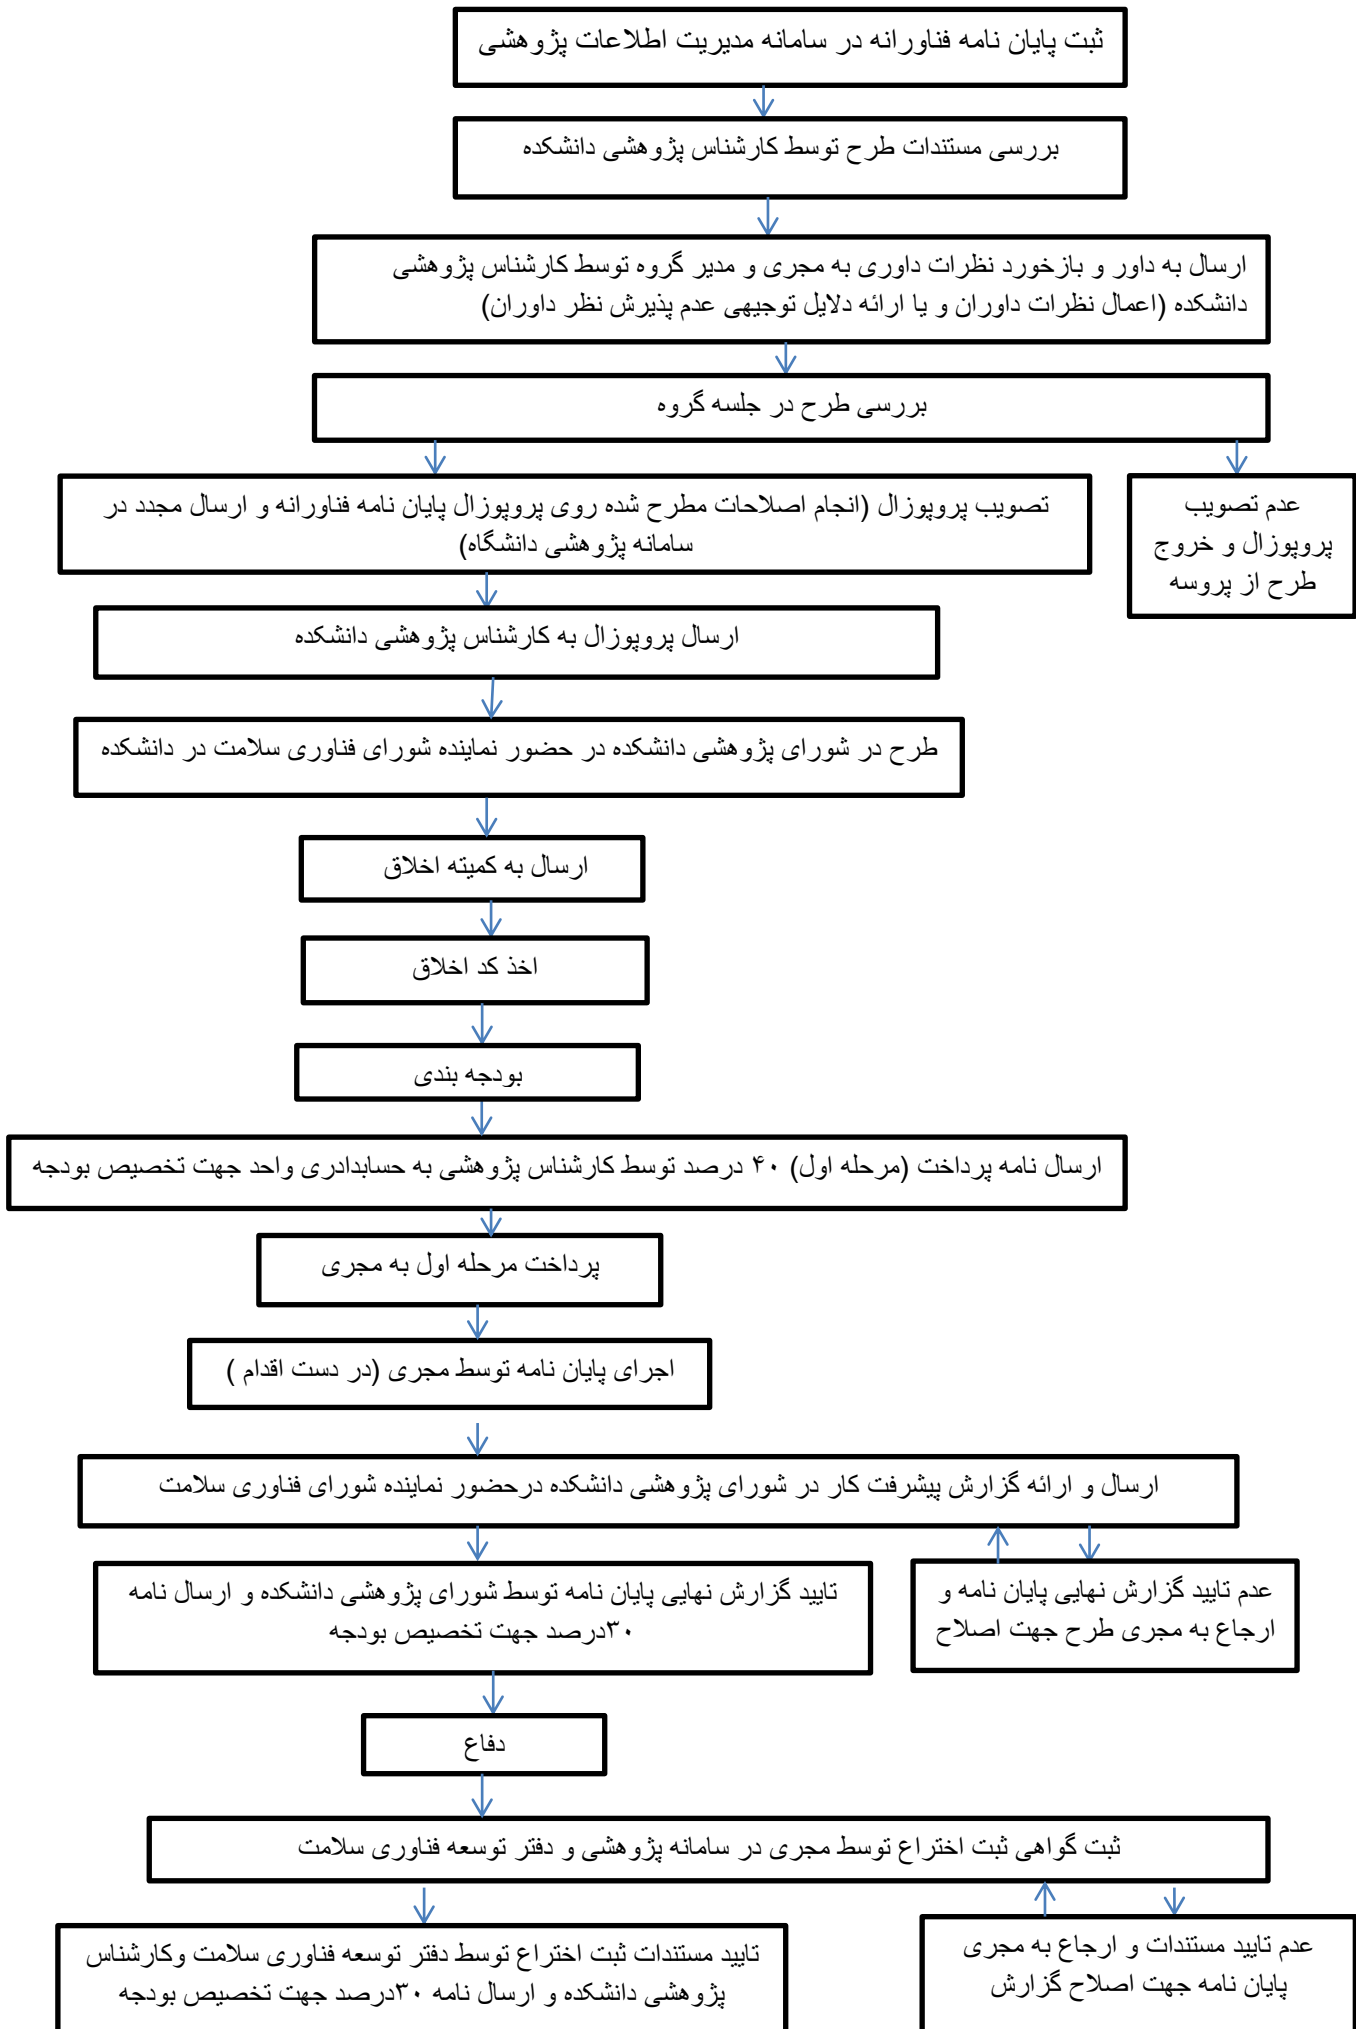 ثبت پایان نامه فناورانه در سامانه مدیریت اطلاعات پژوهشی
بررسی مستندات طرح توسط کارشناس پژوهشی دانشکده
ارسال به داور و بازخورد نظرات داوری به مجری و مدیر گروه توسط کارشناس پژوهشی
دانشکده (اعمال نظرات داوران و یا ارائه دلایل توجیهی عدم پذیرش نظر داوران)
بررسی طرح در جلسه گروه
تصویب پروپوزال (انجام اصلاحات مطرح شده روی پروپوزال پایان نامه فناورانه و ارسال مجدد در
سامانه پژوهشی دانشگاه)
عدم تصویب
پروپوزال و خروج
طرح از پروسه
ارسال پروپوزال به کارشناس پژوهشی دانشکده
طرح در شورای پژوهشی دانشکده در حضور نماینده شورای فناوری سلامت در دانشکده
ارسال به کمیته اخلاق
اخذ کد اخلاق
بودجه بندی
ارسال نامه پرداخت (مرحله اول) ۴۰ درصد توسط کارشناس پژوهشی به حسابدادری واحد جهت تخصیص بودجه
پرداخت مرحله اول به مجری
اجرای پایان نامه توسط مجری (در دست اقدام )
ارسال و ارائه گزارش پیشرفت کار در شورای پژوهشی دانشکده درحضور نماینده شورای فناوری سلامت
عدم تایید گزارش نهایی پایان نامه و
ارجاع به مجری طرح جهت اصلاح
تایید گزارش نهایی پایان نامه توسط شورای پژوهشی دانشکده و ارسال نامه
۳۰درصد جهت تخصیص بودجه
دفاع
ثبت گواهی ثبت اختراع توسط مجری در سامانه پژوهشی و دفتر توسعه فناوری سلامت
عدم تایید مستندات و ارجاع به مجری
پایان نامه جهت اصلاح گزارش
تایید مستندات ثبت اختراع توسط دفتر توسعه فناوری سلامت وکارشناس
پژوهشی دانشکده و ارسال نامه ۳۰درصد جهت تخصیص بودجه